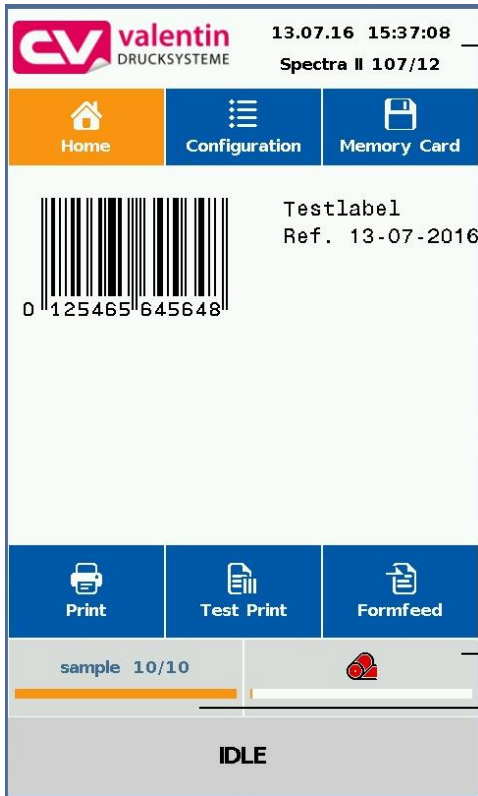 CV valentin
DRUCKSYSTEME
13.07.16 15:37:08
Spectra II 107/12
Home
Configuration
Memory Card
Testlabel
Ref. 13-07-2016
0 125465 645648
Print
Test Print
Formfeed
sample 10/10
IDLE